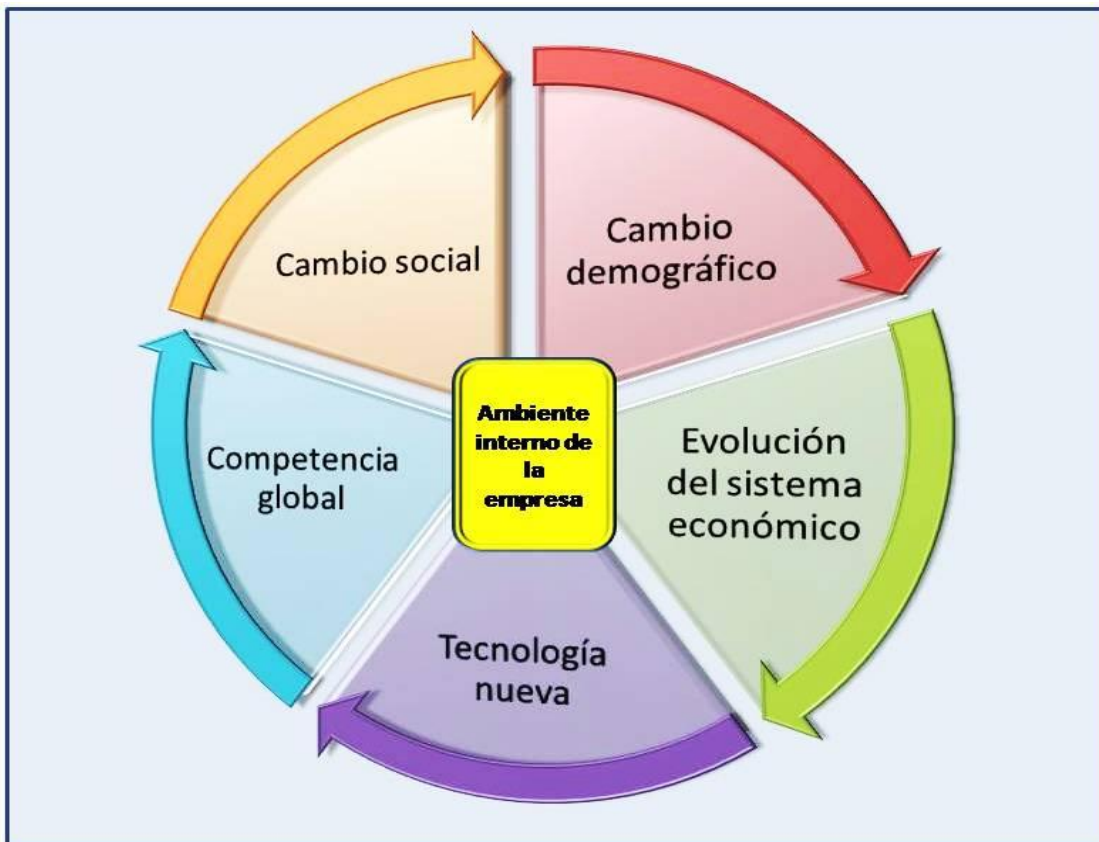 Cambio social
Cambio
demográfico
Competencia
global
Ambiente
interno de
la
empresa
Evolución
del sistema
económico
Tecnología
nueva